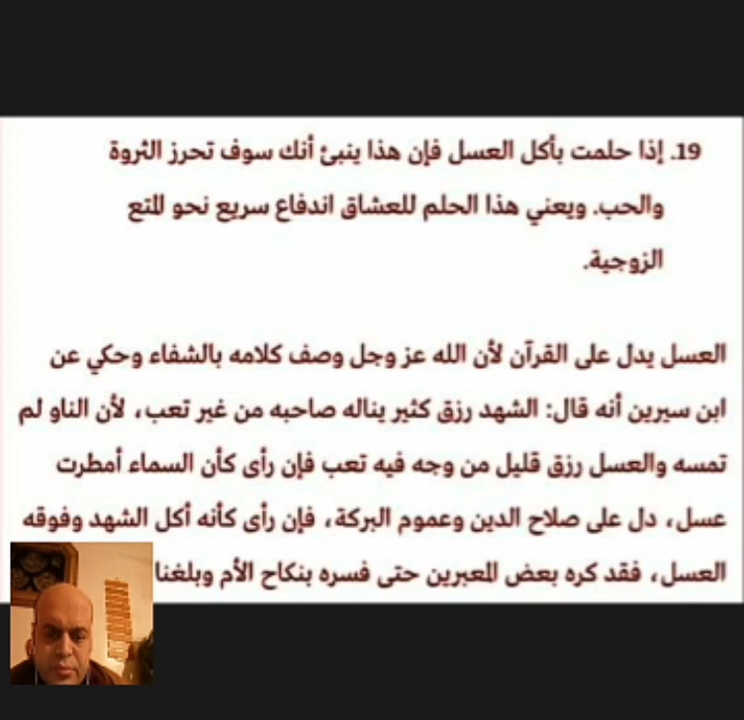 19. إذا حلمت بأكل العسل فإن هذا ينبئ أنك سوف تحرز الثروة
والحب. ويعني هذا الحلم للعشاق اندفاع سريع نحو المتع
الزوجية.
العسل يدل على القرآن لأن الله عز وجل وصف كلامه بالشفاء وحكي عن
ابن سيرين أنه قال: الشهد رزق كثير يناله صاحبه من غير تعب، لأن الناو لم
تمسه والعسل رزق قليل من وجه فيه تعب فإن رأى كأن السماء أمطرت
عسل، دل على صلاح الدين وعموم البركة، فإن رأى كأنه أكل الشهد وفوقه
العسل، فقد كره بعض المعبرين حتى فسره بنكاح الأم وبلغنا